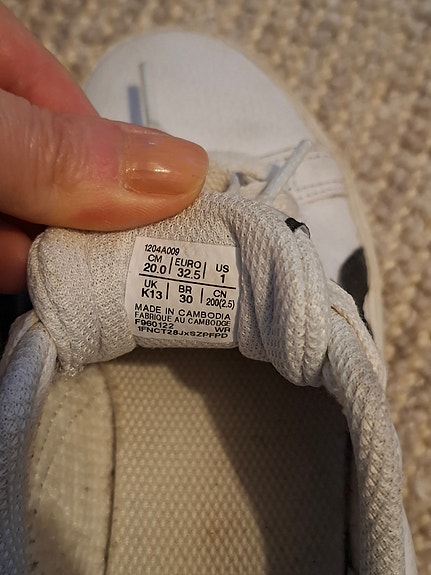 1204A009
CM EURO US
20.0 32.5 1
UK BR CN
K13 30 200(2.5)
MADE IN CAMBODIA
FABRIQUE AU CAMBODGE
F960122 WR
1FNCT28JxSZPFPD